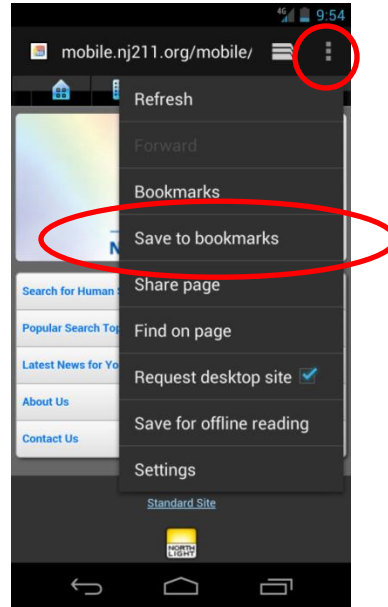 4G 9:54
mobile.nj211.org/mobile/
Refresh
Forward
Bookmarks
N
Save to bookmarks
Search for Human
Share page
Popular Search Top
Find on page
Latest News for Yo
Request desktop site
About Us
Save for offline reading
Contact Us
Settings
Standard Site
NORTH
LIGHT